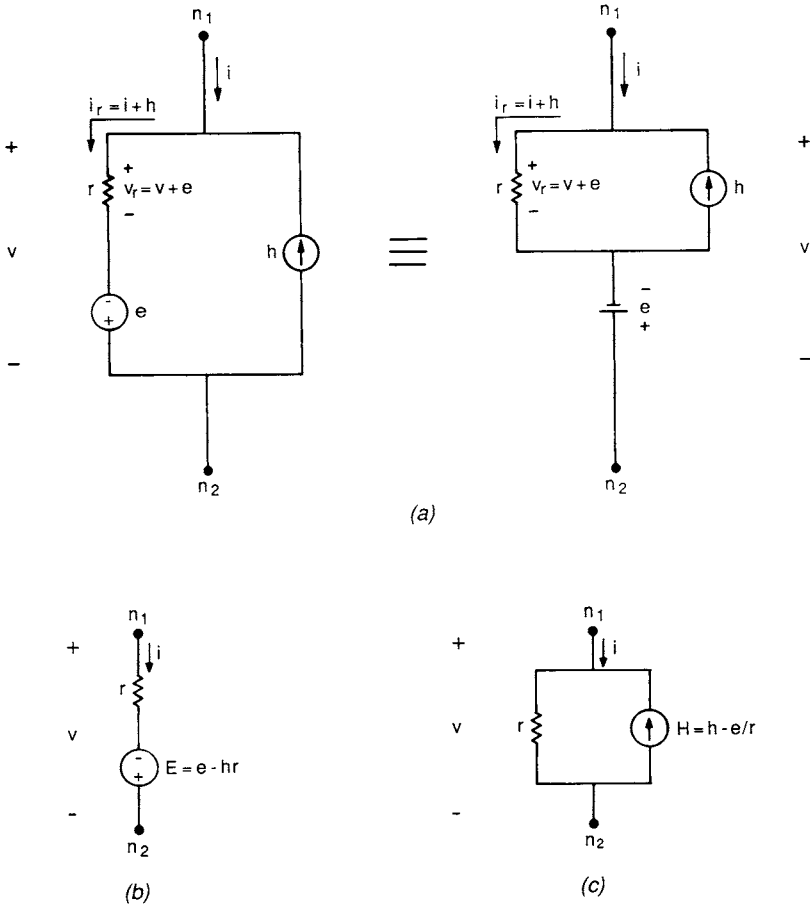 n1 n1
i i
ir = i + h ir = i + h
+ + + +
r vr = v + e r vr = v + e h
− −
v h ≡ v
−
- e e
+ +
− −
n2 n2
(a)
n1 n1
+ i + i
r
v r H = h - e/r
- E = e - hr v
+
- -
n2 n2
(b) (c)